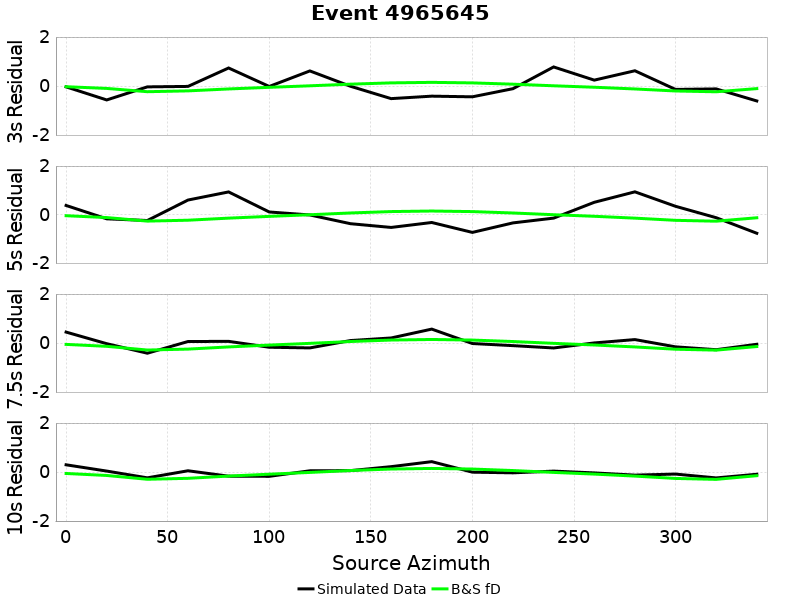 Event 4965645
3s Residual
2
0
-2
5s Residual
2
0
-2
7.5s Residual
2
0
-2
10s Residual
2
0
-2
0 50 100 150 200 250 300
Source Azimuth
Simulated Data B&S fD